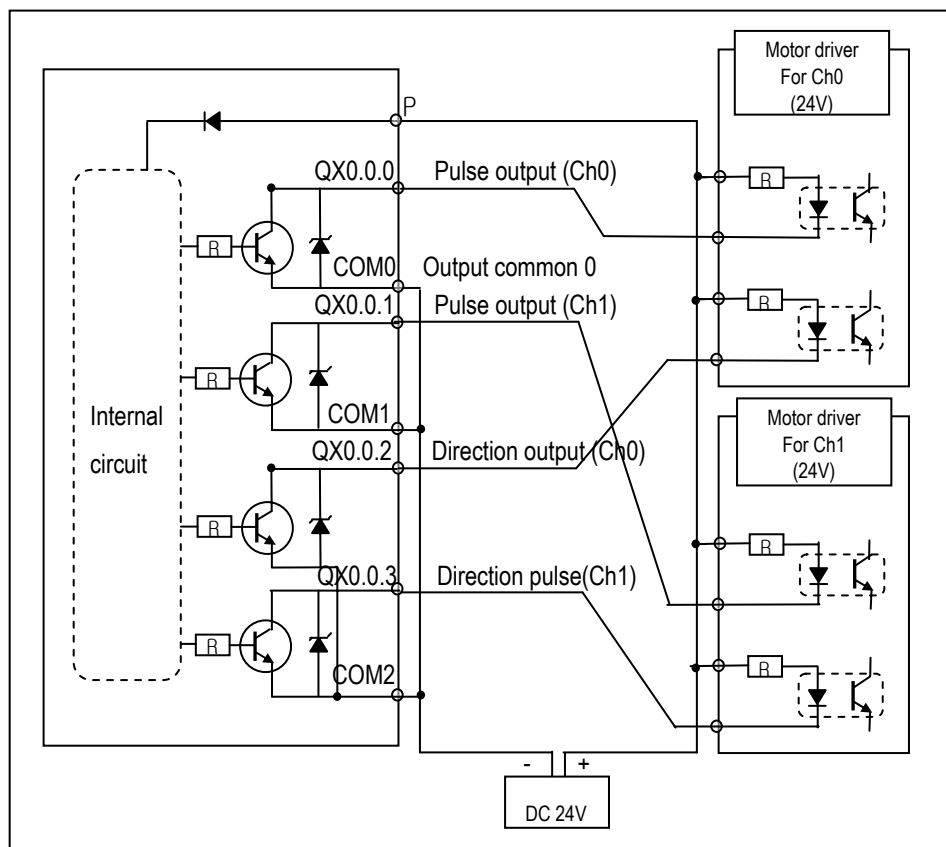 Motor driver
For Ch0
(24V)
P
QX0.0.0 Pulse output (Ch0)
R
R
COM0 Output common 0
QX0.0.1 Pulse output (Ch1)
R
R
Internal
circuit
COM1
QX0.0.2 Direction output (Ch0)
Motor driver
For Ch1
(24V)
R
R
QX0.0.3 Direction pulse(Ch1)
R
R
COM2
- +
DC 24V